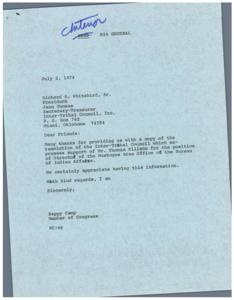 Interior
BIA GENERAL
July 2, 1974
Richard G. Whitebird, Sr.
President
Jess Thomas
Secretary-Treasurer
Inter-Tribal Council, Inc.
P. O. Box 762
Miami, Oklahoma 74354
Dear Friends:
Many thanks for providing us with a copy of the
resolution of the Inter-Tribal Council which ex-
presses support of Mr. Thomas Ellison for the position
of Director of the Muskogee Area Office of the Bureau
of Indian Affairs.
We certainly appreciate having this information.
With kind regards, I am
Sincerely,
Happy Camp
Member of Congress